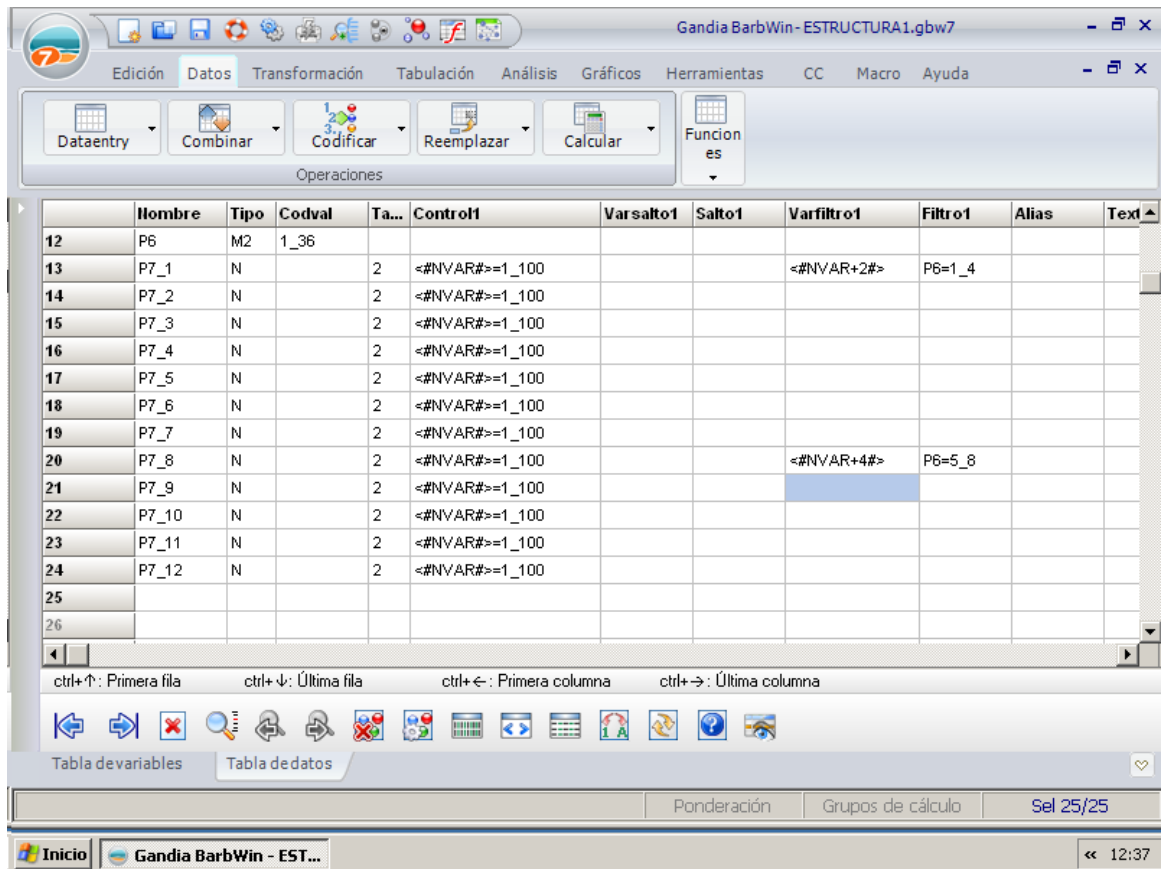 Gandia BarbWin - ESTRUCTURA1.gbw7
7
Edición Datos Transformación Tabulación Análisis Gráficos Herramientas CC Macro Ayuda
Dataentry Combinar Codificar Reemplazar Calcular Funcion
es
Operaciones
Nombre Tipo Codval Ta... Control1 Varsalto1 Salto1 Varfiltro1 Filtro1 Alias Text
12 P6 M2 1_36
13 P7_1 N 2 <#NVAR#>=1_100 <#NVAR+2#> P6=1_4
14 P7_2 N 2 <#NVAR#>=1_100
15 P7_3 N 2 <#NVAR#>=1_100
16 P7_4 N 2 <#NVAR#>=1_100
17 P7_5 N 2 <#NVAR#>=1_100
18 P7_6 N 2 <#NVAR#>=1_100
19 P7_7 N 2 <#NVAR#>=1_100
20 P7_8 N 2 <#NVAR#>=1_100 <#NVAR+4#> P6=5_8
21 P7_9 N 2 <#NVAR#>=1_100
22 P7_10 N 2 <#NVAR#>=1_100
23 P7_11 N 2 <#NVAR#>=1_100
24 P7_12 N 2 <#NVAR#>=1_100
25
26
ctrl+↑: Primera fila ctrl+↓: Última fila ctrl+←: Primera columna ctrl+→: Última columna
Tabla de variables Tabla de datos
Ponderación Grupos de cálculo Sel 25/25
Inicio Gandia BarbWin - EST... « 12:37